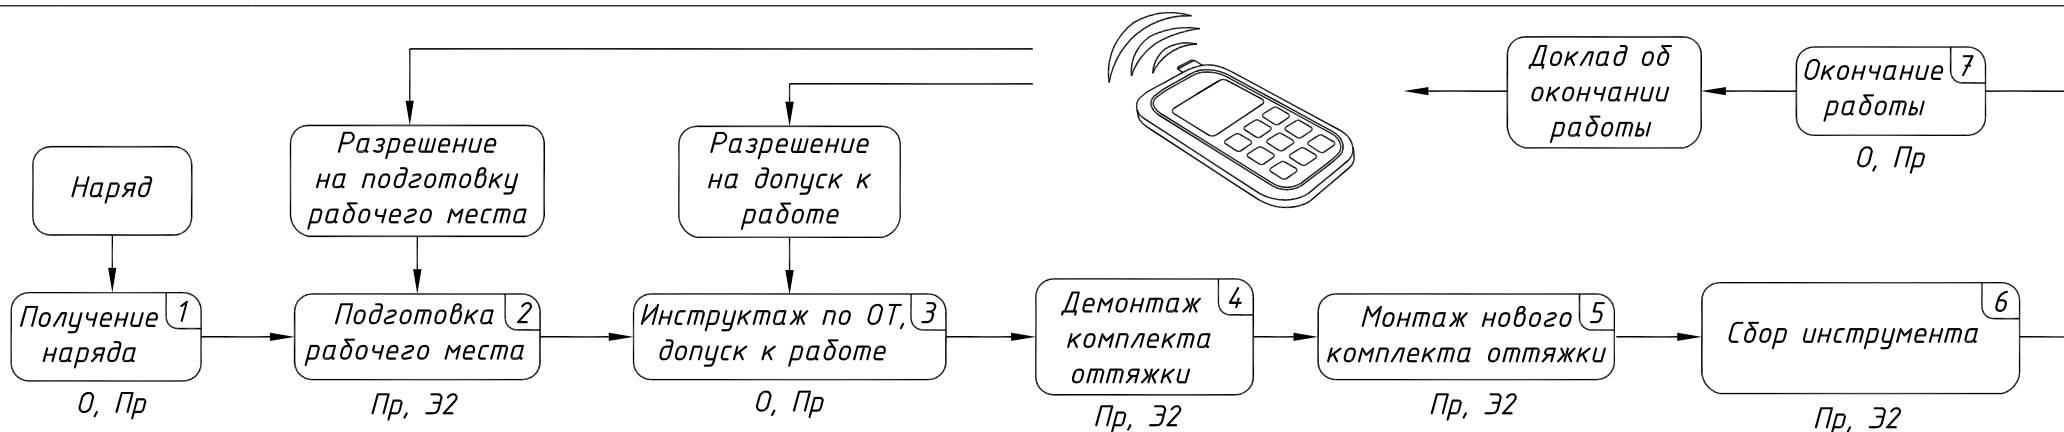 Наряд
Разрешение
на подготовку
рабочего места
Разрешение
на допуск к
работе
Доклад об
окончании
работы
Окончание 7
работы
О, Пр
Получение 1
наряда
О, Пр
Подготовка 2
рабочего места
Пр, Э2
Инструктаж по ОТ, 3
допуск к работе
О, Пр
Демонтаж 4
комплекта
оттяжки
Пр, Э2
Монтаж нового 5
комплекта оттяжки
Пр, Э2
Сбор инструмента 6
Пр, Э2